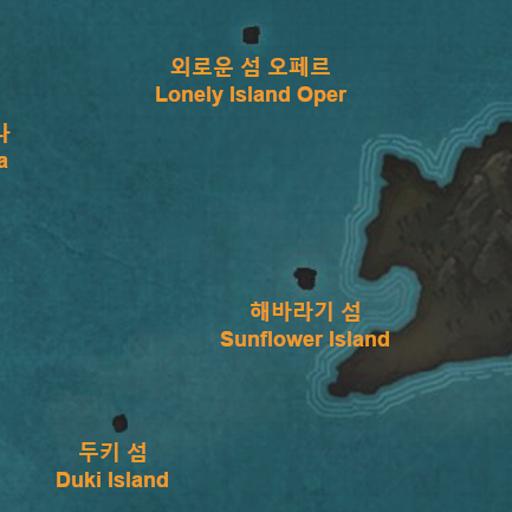 외로운 섬 오페르
Lonely Island Oper
나
a
해바라기 섬
Sunflower Island
두키 섬
Duki Island